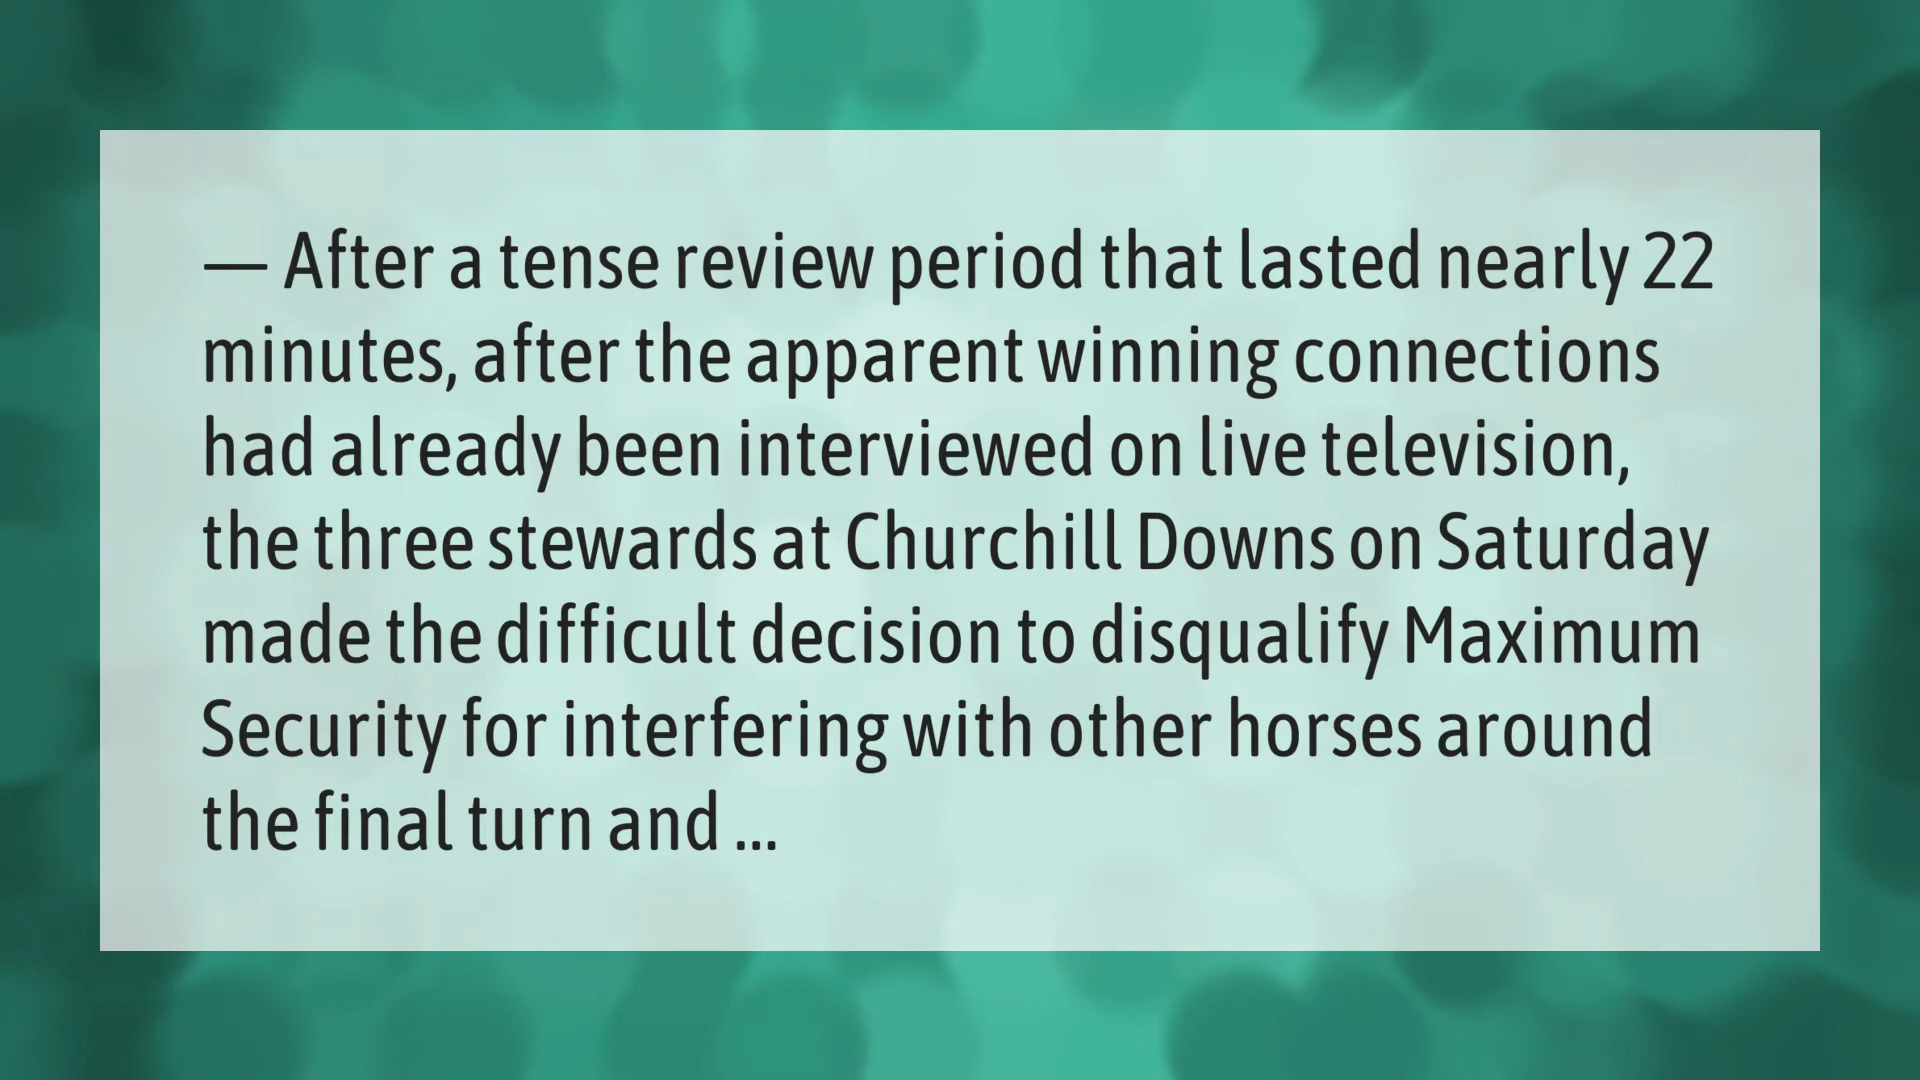 — After a tense review period that lasted nearly 22
minutes, after the apparent winning connections
had already been interviewed on live television,
the three stewards at Churchill Downs on Saturday
made the difficult decision to disqualify Maximum
Security for interfering with other horses around
the final turn and ...